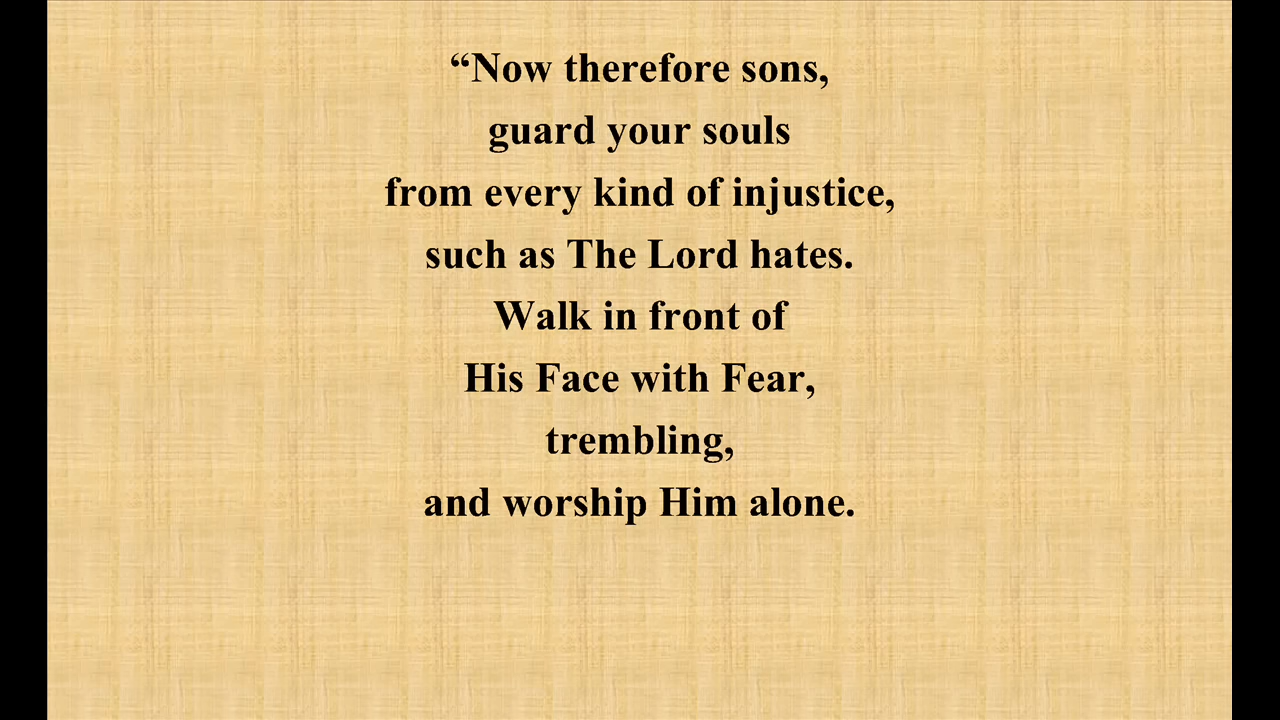 “Now therefore sons,
guard your souls
from every kind of injustice,
such as The Lord hates.
Walk in front of
His Face with Fear,
trembling,
and worship Him alone.